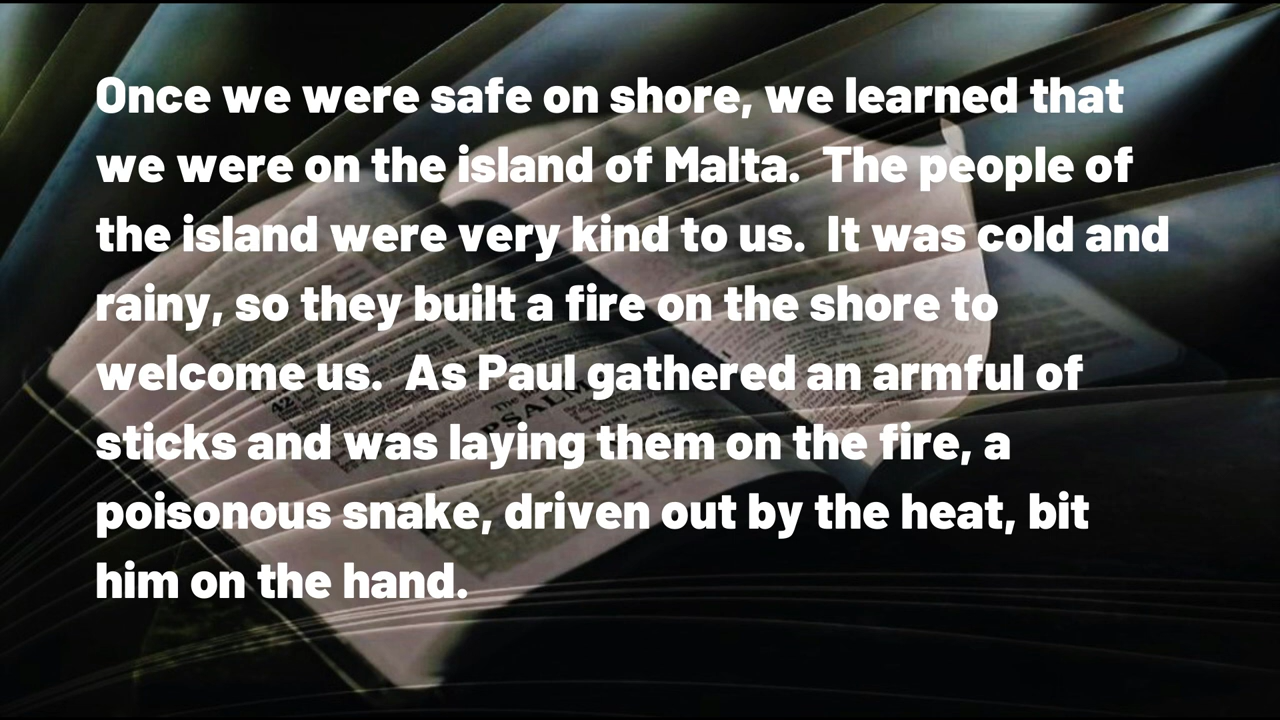 Once we were safe on shore, we learned that
we were on the island of Malta.  The people of
the island were very kind to us.  It was cold and
rainy, so they built a fire on the shore to
welcome us.  As Paul gathered an armful of
sticks and was laying them on the fire, a
poisonous snake, driven out by the heat, bit
him on the hand.
42
PSALM